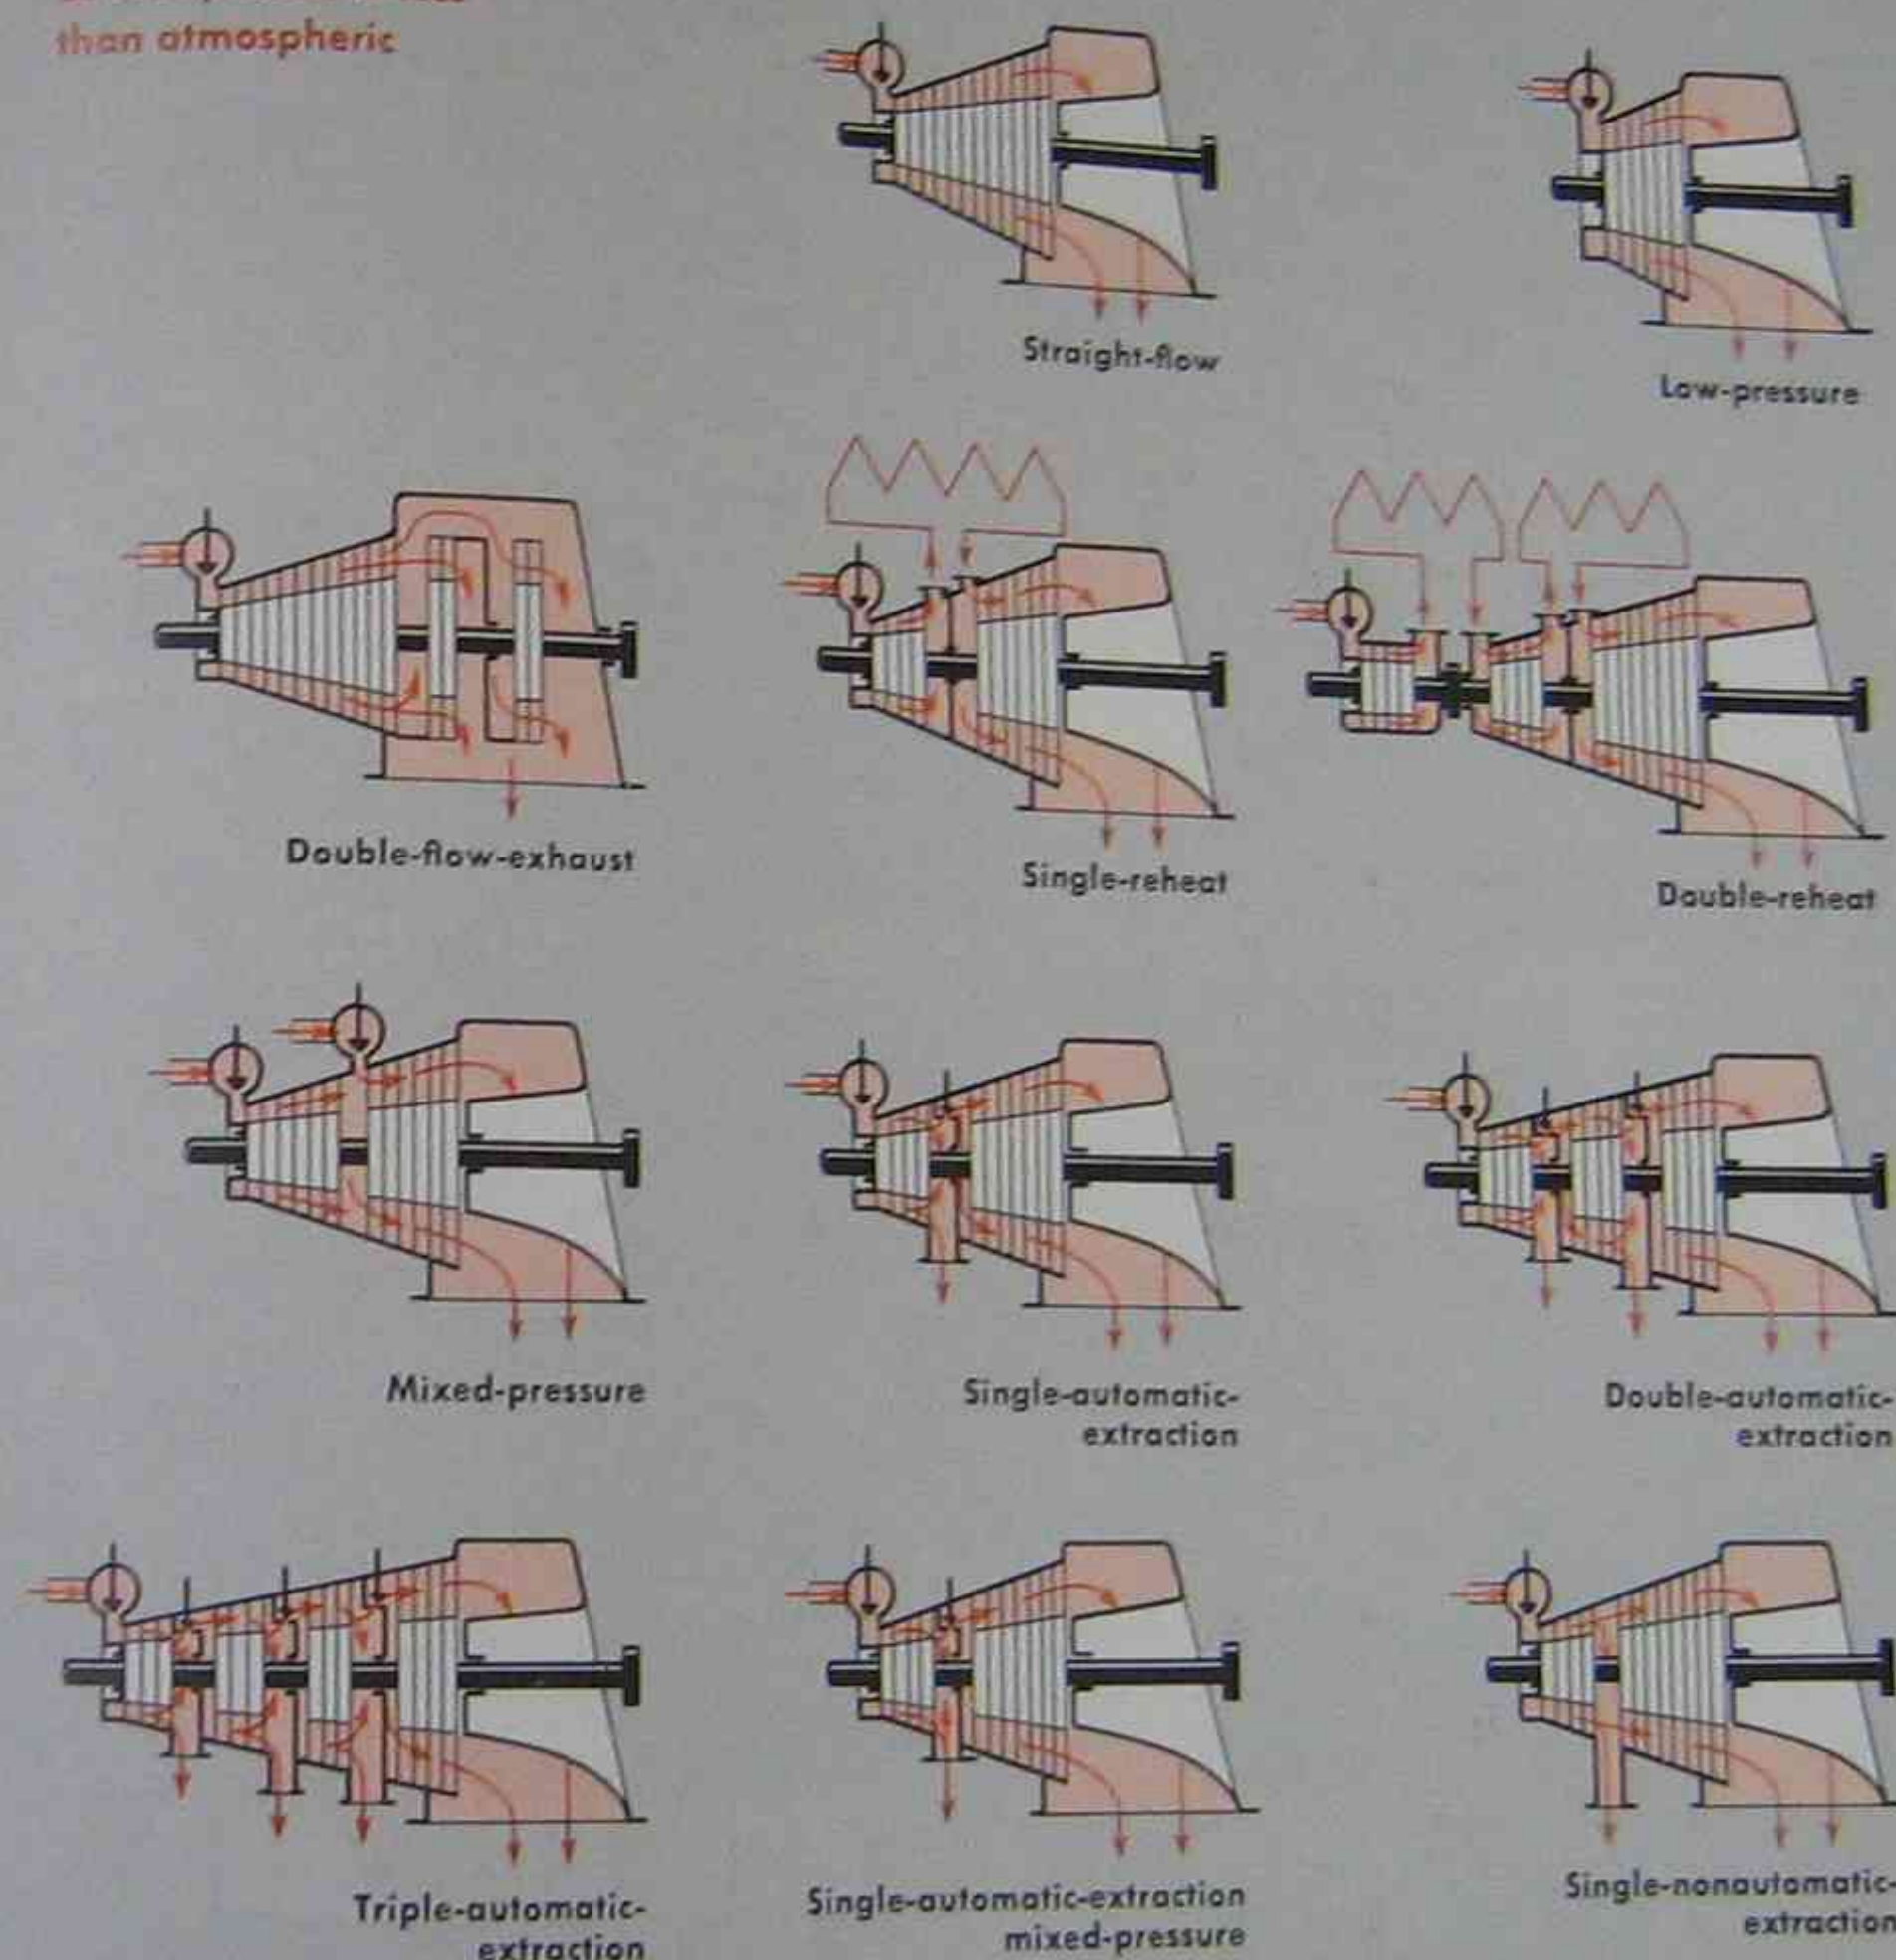 than atmospheric
Straight-flow
Low-pressure
Double-flow-exhaust
Single-reheat
Double-reheat
Mixed-pressure
Single-automatic-
extraction
Double-automatic-
extraction
Triple-automatic-
extraction
Single-automatic-extraction
mixed-pressure
Single-nonautomatic-
extraction